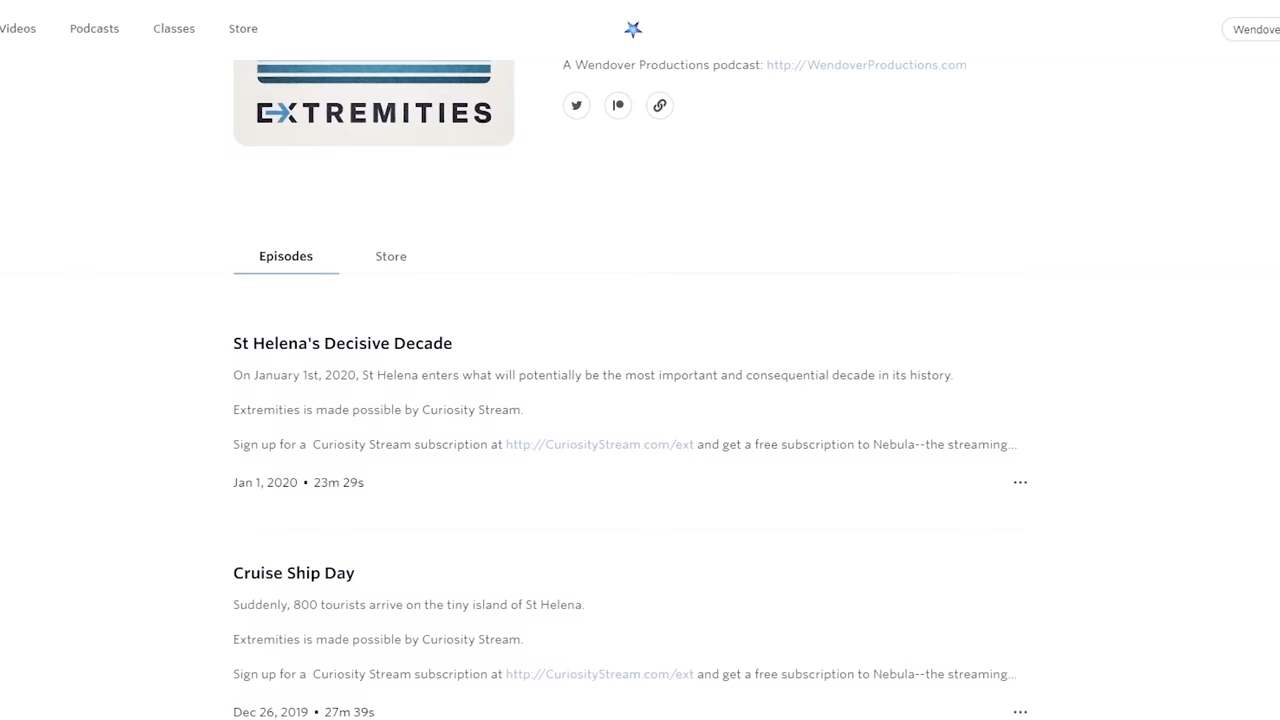 Videos Podcasts Classes Store Wendove
A Wendover Productions podcast: http://WendoverProductions.com
EXTREMITIES
Episodes Store
St Helena's Decisive Decade
On January 1st, 2020, St Helena enters what will potentially be the most important and consequential decade in its history.
Extremities is made possible by Curiosity Stream.
Sign up for a  Curiosity Stream subscription at http://CuriosityStream.com/ext and get a free subscription to Nebula--the streaming...
Jan 1, 2020 • 23m 29s
Cruise Ship Day
Suddenly, 800 tourists arrive on the tiny island of St Helena.
Extremities is made possible by Curiosity Stream.
Sign up for a  Curiosity Stream subscription at http://CuriosityStream.com/ext and get a free subscription to Nebula--the streaming...
Dec 26, 2019 • 27m 39s